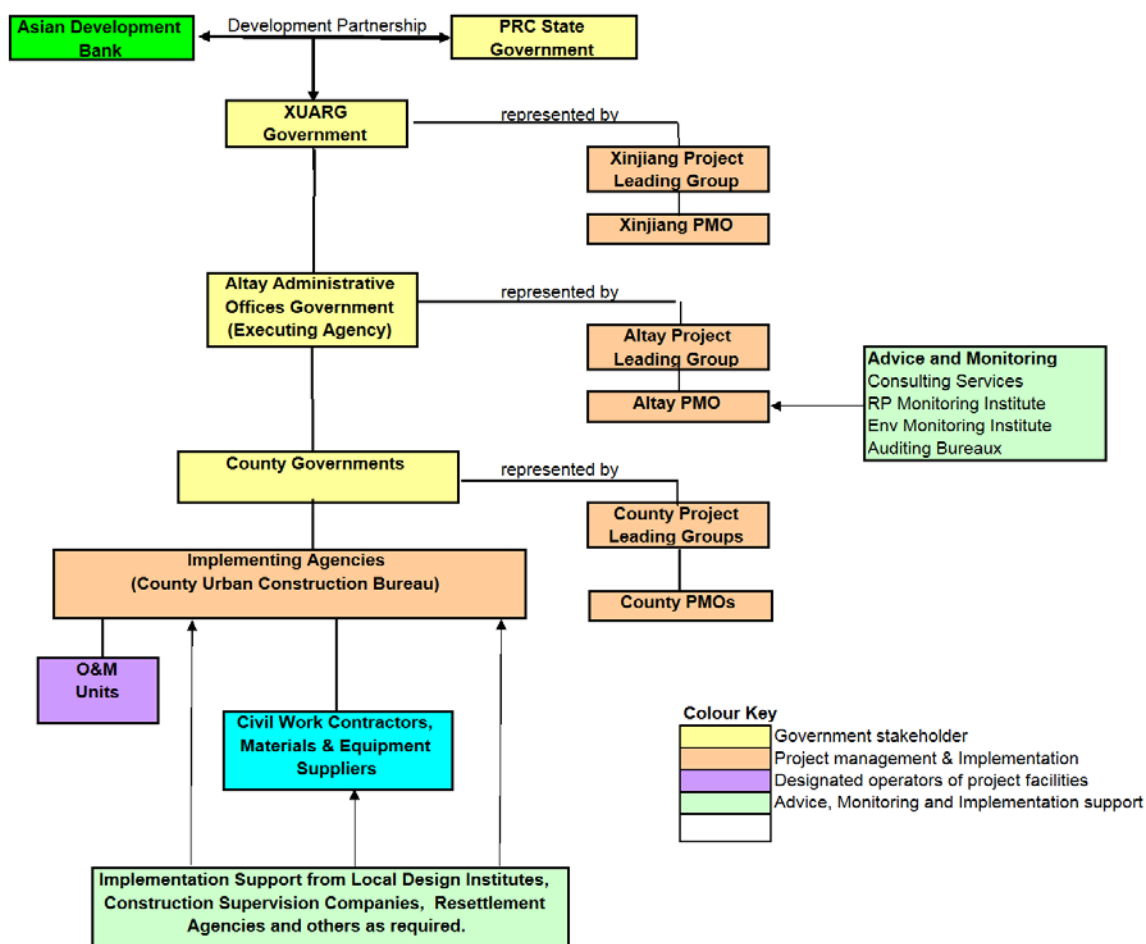 Asian Development
Bank
Development Partnership
PRC State
Government
XUARG
Government
represented by
Xinjiang Project
Leading Group
Xinjiang PMO
Altay Administrative
Offices Government
(Executing Agency)
represented by
Altay Project
Leading Group
Altay PMO
Advice and Monitoring
Consulting Services
RP Monitoring Institute
Env Monitoring Institute
Auditing Bureaux
County Governments
represented by
County Project
Leading Groups
County PMOs
Implementing Agencies
(County Urban Construction Bureau)
O&M
Units
Civil Work Contractors,
Materials & Equipment
Suppliers
Colour Key
Government stakeholder
Project management & Implementation
Designated operators of project facilities
Advice, Monitoring and Implementation support
Implementation Support from Local Design Institutes,
Construction Supervision Companies, Resettlement
Agencies and others as required.